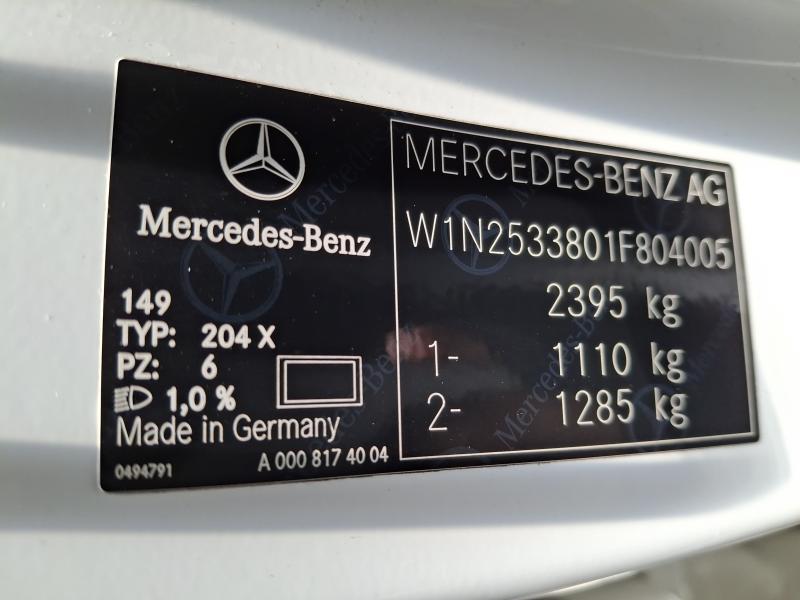 Mercedes-Benz
149
TYP: 204 X
PZ: 6
1,0 %
Made in Germany
0494791
A 000 817 40 04
MERCEDES-BENZ AG
W1N2533801F804005
2395 kg
1- 1110 kg
2- 1285 kg